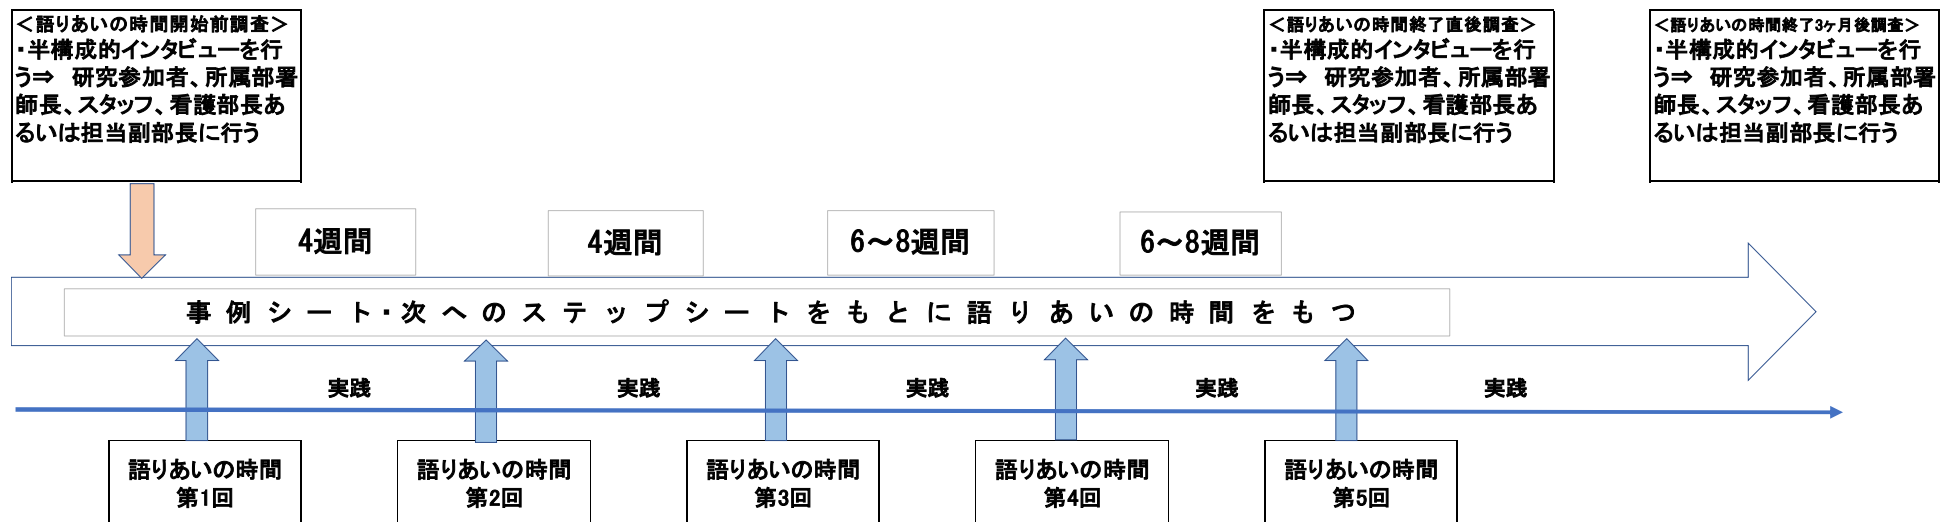 ＜語りあいの時間開始前調査＞
・半構成的インタビューを行
う⇒　研究参加者、所属部署
師長、スタッフ、看護部長あ
るいは担当副部長に行う
＜語りあいの時間終了直後調査＞
・半構成的インタビューを行
う⇒　研究参加者、所属部署
師長、スタッフ、看護部長あ
るいは担当副部長に行う
＜語りあいの時間終了3ヶ月後調査＞
・半構成的インタビューを行
う⇒　研究参加者、所属部署
師長、スタッフ、看護部長あ
るいは担当副部長に行う
4週間
4週間
6～8週間
6～8週間
事例シート・次へのステップシートをもとに語りあいの時間をもつ
実践
実践
実践
実践
実践
語りあいの時間
第1回
語りあいの時間
第2回
語りあいの時間
第3回
語りあいの時間
第4回
語りあいの時間
第5回